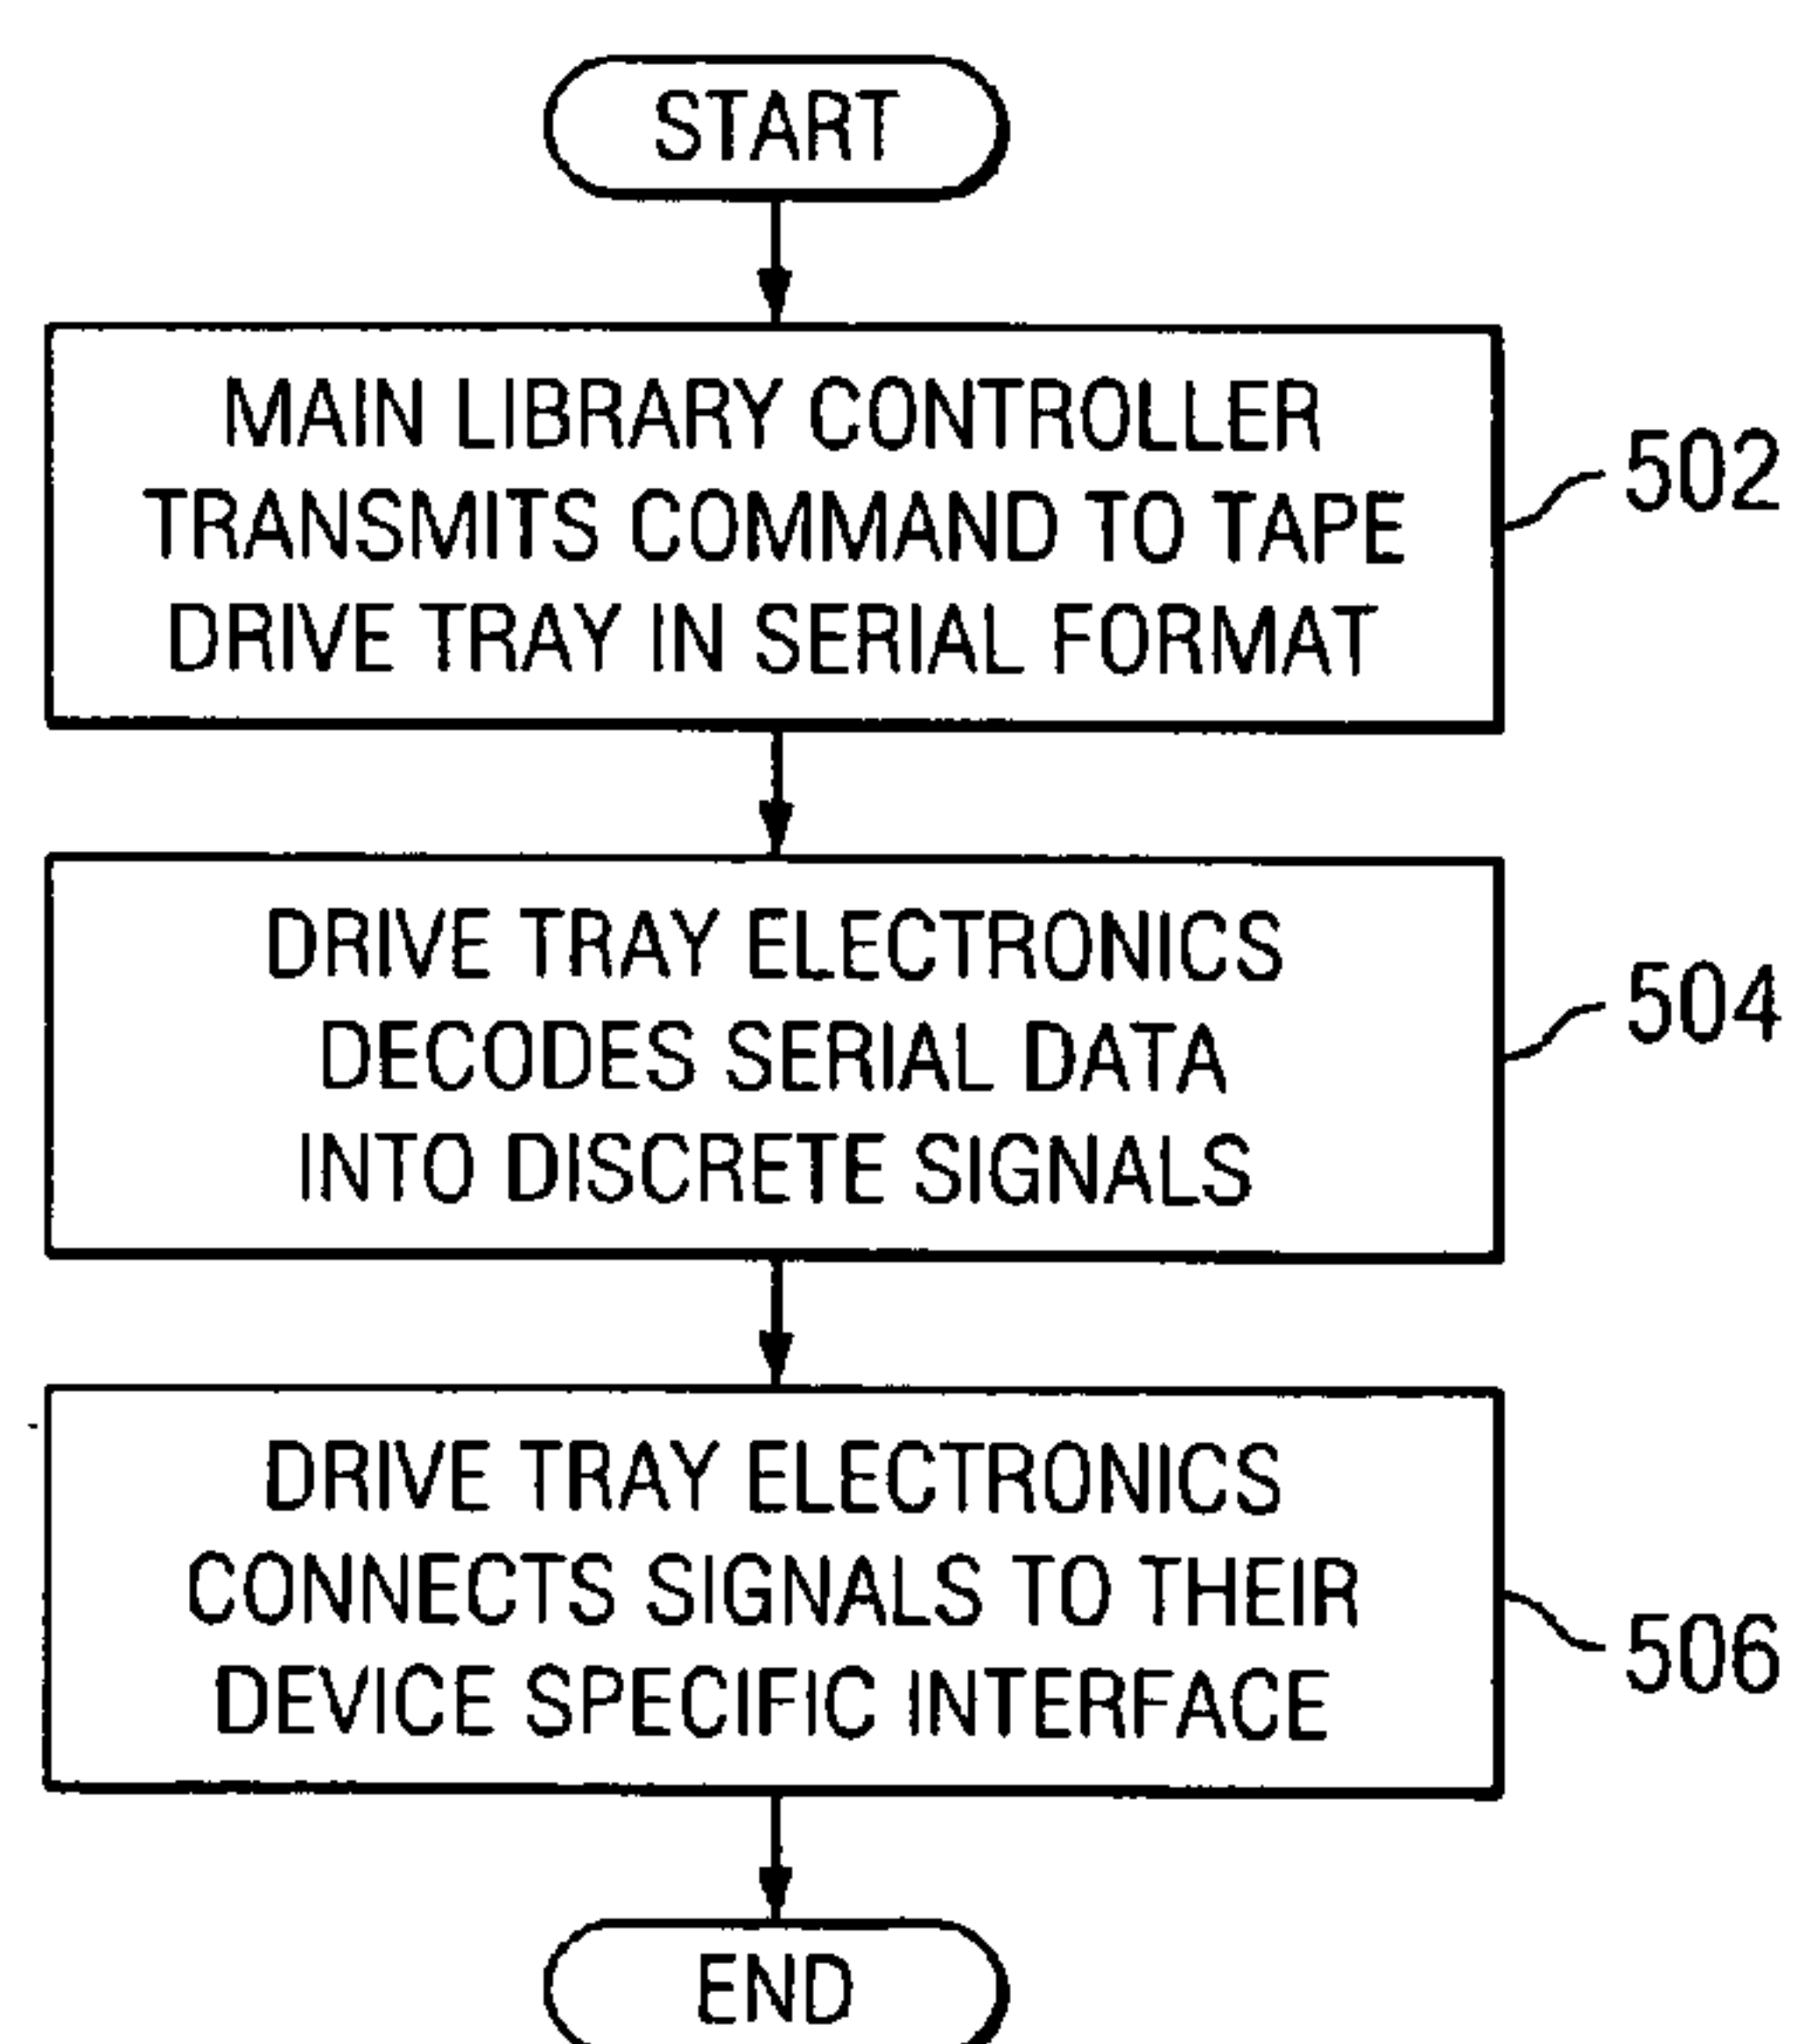 START
MAIN LIBRARY CONTROLLER
TRANSMITS COMMAND TO TAPE
DRIVE TRAY IN SERIAL FORMAT
502
DRIVE TRAY ELECTRONICS
DECODES SERIAL DATA
INTO DISCRETE SIGNALS
504
DRIVE TRAY ELECTRONICS
CONNECTS SIGNALS TO THEIR
DEVICE SPECIFIC INTERFACE
506
END